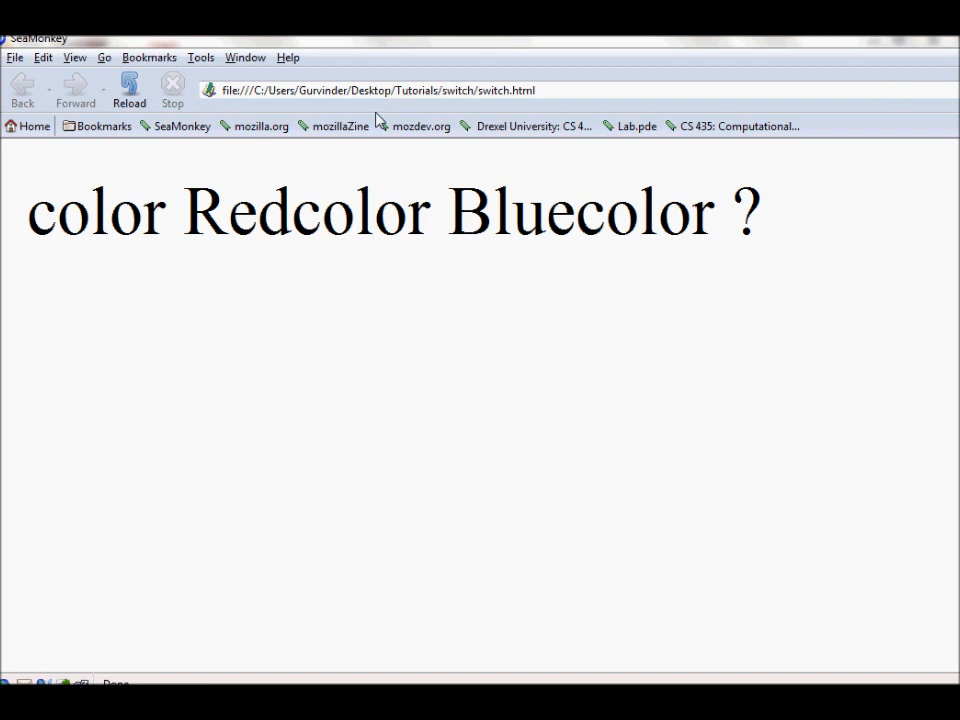 SeaMonkey
File Edit View Go Bookmarks Tools Window Help
Back Forward Reload Stop file:///C:/Users/Gurvinder/Desktop/Tutorials/switch/switch.html
Home Bookmarks SeaMonkey mozilla.org mozillaZine mozdev.org Drexel University: CS 4... Lab.pde CS 435: Computational...
color Redcolor Bluecolor ?
Done